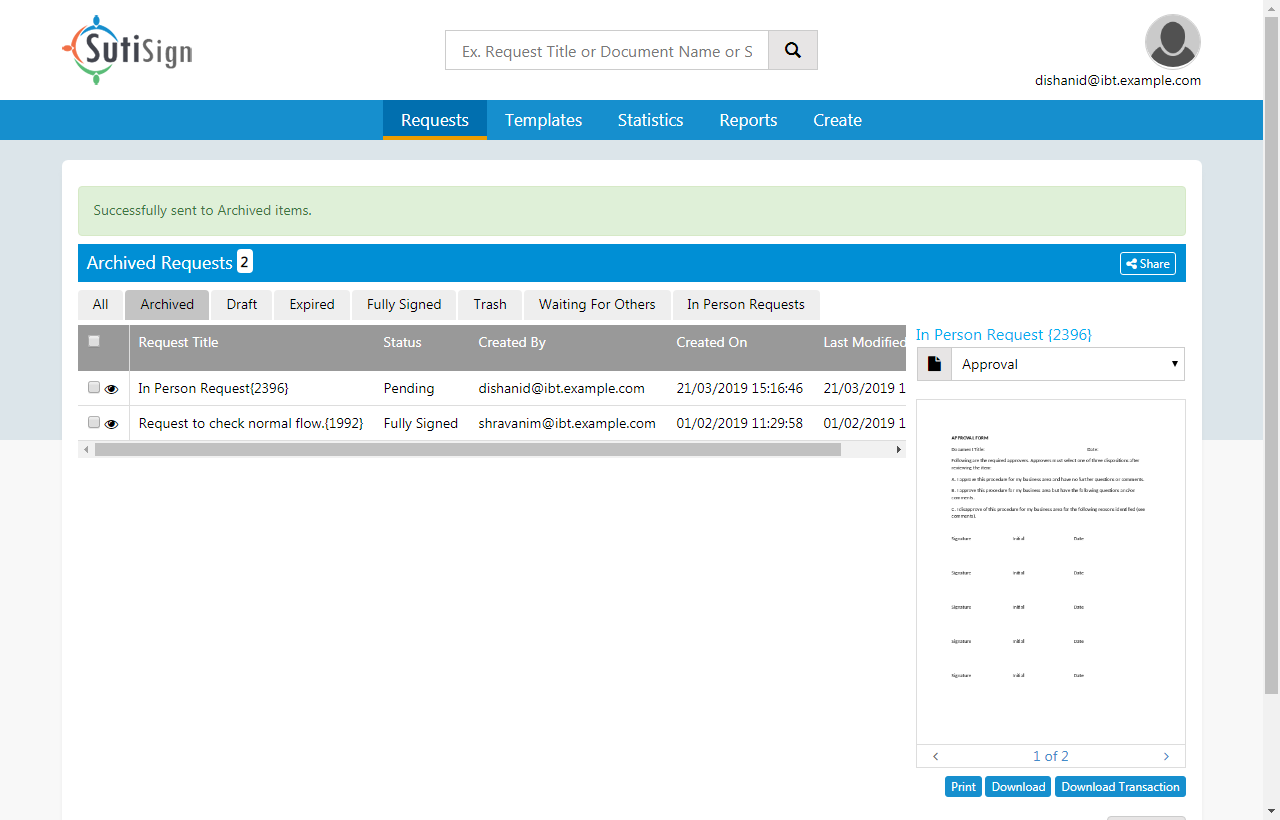 SutiSign
Ex. Request Title or Document Name or S
dishanid@ibt.example.com
Requests Templates Statistics Reports Create
Successfully sent to Archived items.
Archived Requests 2
Share
All Archived Draft Expired Fully Signed Trash Waiting For Others In Person Requests
Request Title Status Created By Created On Last Modified
In Person Request{2396} Pending dishanid@ibt.example.com 21/03/2019 15:16:46 21/03/2019 1
Request to check normal flow.{1992} Fully Signed shravanim@ibt.example.com 01/02/2019 11:29:58 01/02/2019 1
In Person Request {2396}
Approval
APPROVAL FORM
Document Title: Date:
Following are the required approvers. Approvers must select one of three dispositions after
reviewing the item:
A. I approve this procedure for my business area and have no further questions or comments.
B. I approve this procedure for my business area but have the following questions and/or
comments.
C. I disapprove of this procedure for my business area for the following reasons identified (see
comments).
Signature Initial Date
Signature Initial Date
Signature Initial Date
Signature Initial Date
Signature Initial Date
1 of 2
Print Download Download Transaction